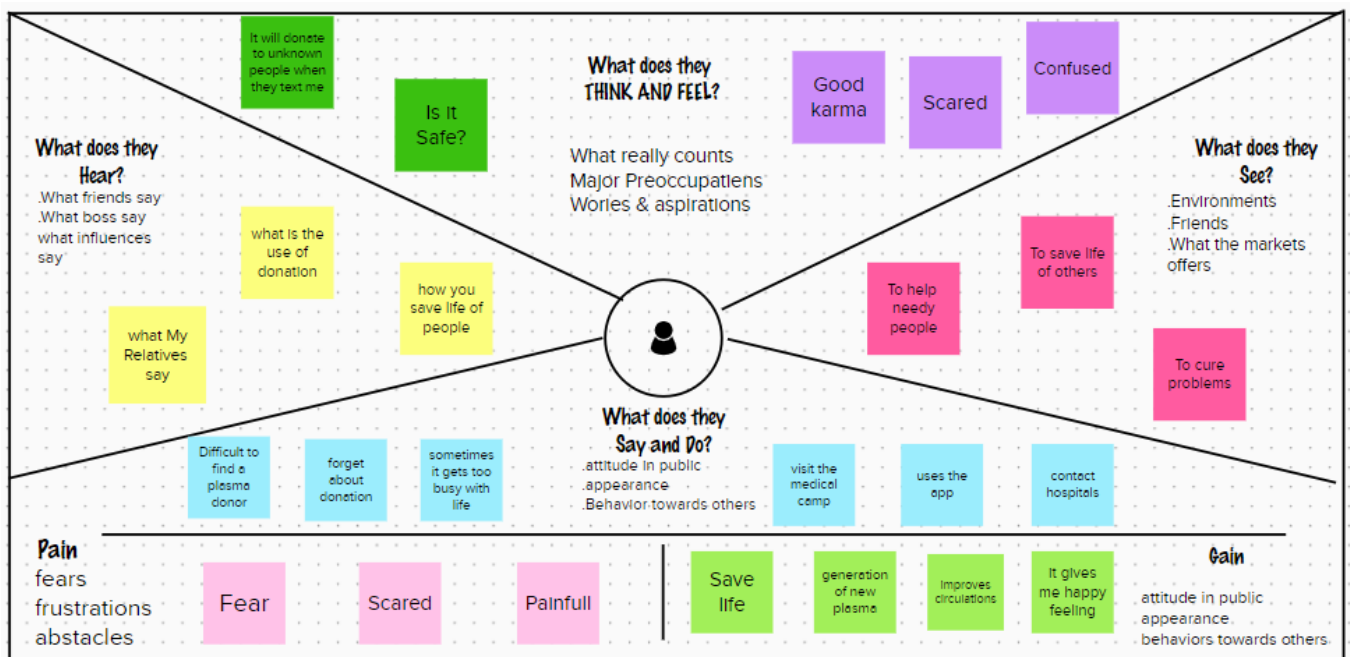 It will donate
to unknown
people when
they text me
Is It
Safe?
What does they
THINK AND FEEL?
What really counts
Major Preoccupatiens
Wories & aspirations
Good
karma
Scared
Confused
What does they
Hear?
.What friends say
.What boss say
what influences
say
what is the
use of
donation
how you
save life of
people
what My
Relatives
say
What does they
See?
.Environments
.Friends
.What the markets
offers
To save life
of others
To help
needy
people
To cure
problems
What does they
Say and Do?
.attitude in public
.appearance
.Behavior towards others
Difficult to
find a
plasma
donor
forget
about
donation
sometimes
it gets too
busy with
life
visit the
medical
camp
uses the
app
contact
hospitals
Pain
fears
frustrations
abstacles
Fear
Scared
Painfull
Save
life
generation
of new
plasma
Improves
circulations
It gives
me happy
feeling
Gain
attitude in public
appearance
behaviors towards others